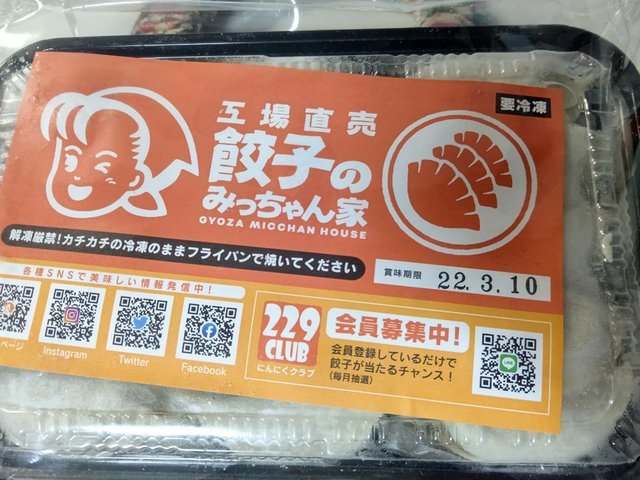 要冷凍
工場直売
餃子の
みっちゃん家
GYOZA MICCHAN HOUSE
解凍厳禁!カチカチの冷凍のままフライパンで焼いてください
賞味期限 22.3.10
各種SNSで美味しい情報発信中!
ページ
Instagram
Twitter
Facebook
229
CLUB
にんにくクラブ
会員募集中!
会員登録しているだけで
餃子が当たるチャンス!
(毎月抽選)
LINE